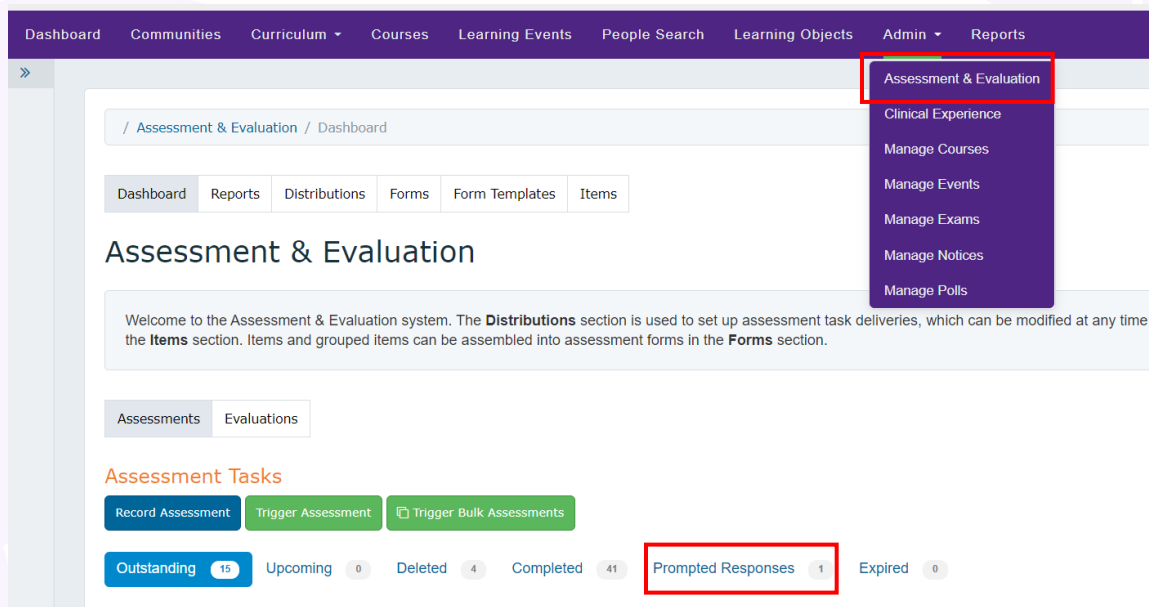 Dashboard Communities Curriculum Courses Learning Events People Search Learning Objects Admin Reports
Assessment & Evaluation
Clinical Experience
Manage Courses
Manage Events
Manage Exams
Manage Notices
Manage Polls
/ Assessment & Evaluation / Dashboard
Dashboard Reports Distributions Forms Form Templates Items
Assessment & Evaluation
Welcome to the Assessment & Evaluation system. The Distributions section is used to set up assessment task deliveries, which can be modified at any time
the Items section. Items and grouped items can be assembled into assessment forms in the Forms section.
Assessments Evaluations
Assessment Tasks
Record Assessment Trigger Assessment Trigger Bulk Assessments
Outstanding 15 Upcoming 0 Deleted 4 Completed 41 Prompted Responses 1 Expired 0